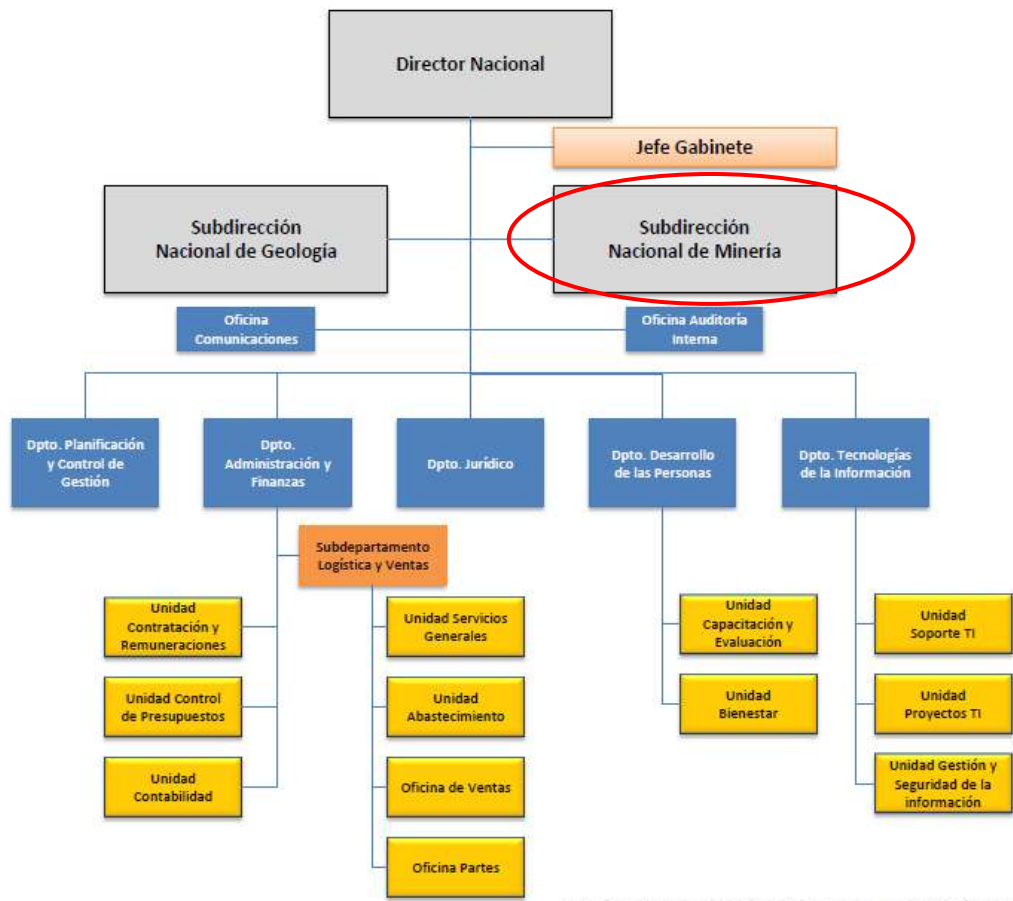 Director Nacional
Jefe Gabinete
Subdirección
Nacional de Geología
Subdirección
Nacional de Minería
Oficina
Comunicaciones
Oficina Auditoría
Interna
Dpto. Planificación
y Control de
Gestión
Dpto.
Administración y
Finanzas
Dpto. Jurídico
Dpto. Desarrollo
de las Personas
Dpto. Tecnologías
de la Información
Subdepartamento
Logística y Ventas
Unidad
Contratación y
Remuneraciones
Unidad Control
de Presupuestos
Unidad
Contabilidad
Unidad Servicios
Generales
Unidad
Abastecimiento
Oficina de Ventas
Oficina Partes
Unidad
Capacitación y
Evaluación
Unidad
Bienestar
Unidad
Soporte TI
Unidad
Proyectos TI
Unidad Gestión y
Seguridad de la
información